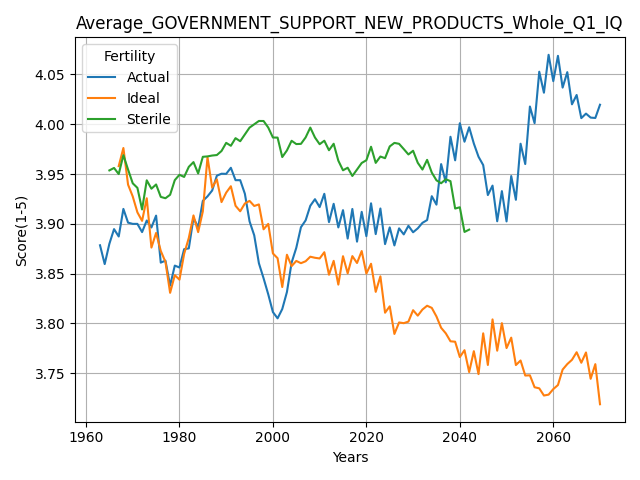 Average_GOVERNMENT_SUPPORT_NEW_PRODUCTS_Whole_Q1_IQ
Fertility
Actual
Ideal
Sterile
Score(1-5)
4.05
4.00
3.95
3.90
3.85
3.80
3.75
1960 1980 2000 2020 2040 2060
Years